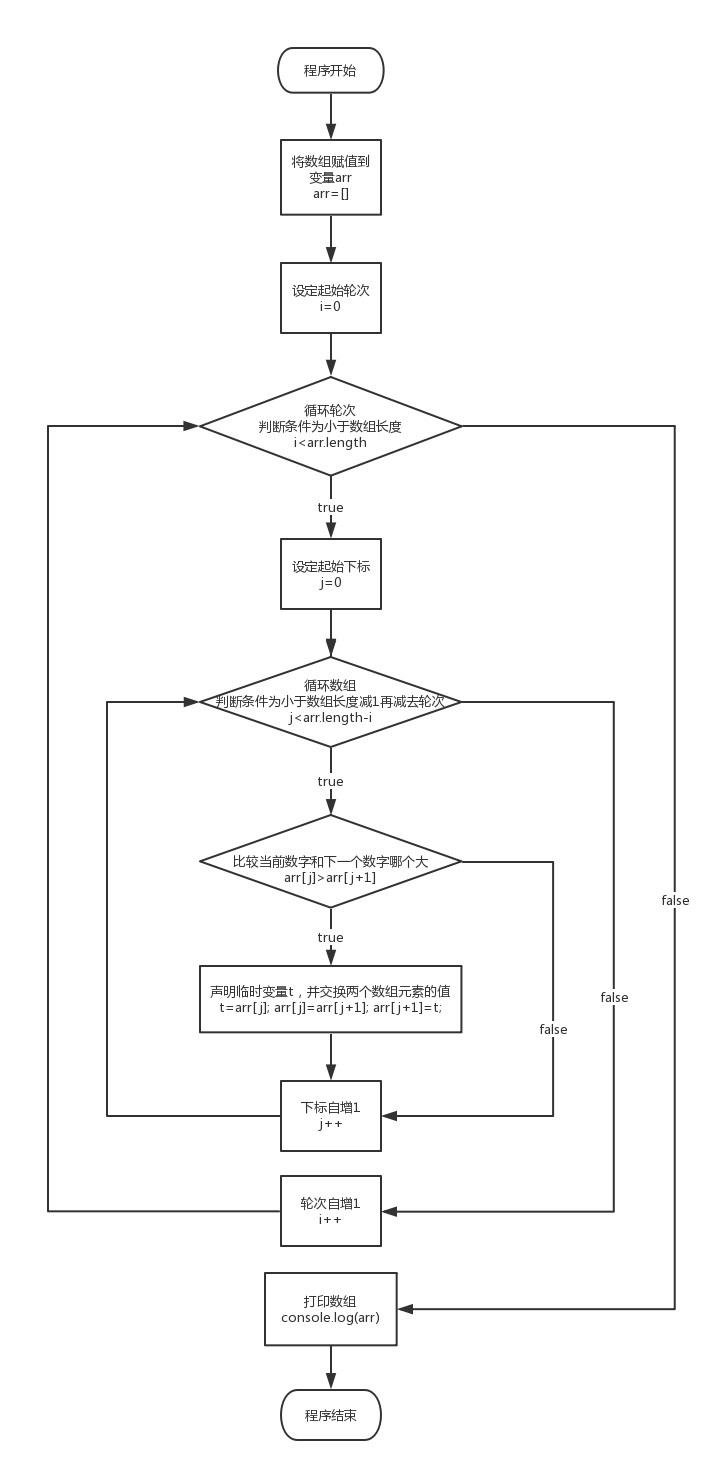 程序开始
将数组赋值到
变量arr
arr=[]
设定起始轮次
i=0
循环轮次
判断条件为小于数组长度
i<arr.length
true
设定起始下标
j=0
循环数组
判断条件为小于数组长度减1再减去轮次
j<arr.length-i
true
比较当前数字和下一个数字哪个大
arr[j]>arr[j+1]
false
true
声明临时变量t，并交换两个数组元素的值
t=arr[j]; arr[j]=arr[j+1]; arr[j+1]=t;
false
false
下标自增1
j++
轮次自增1
i++
打印数组
console.log(arr)
程序结束